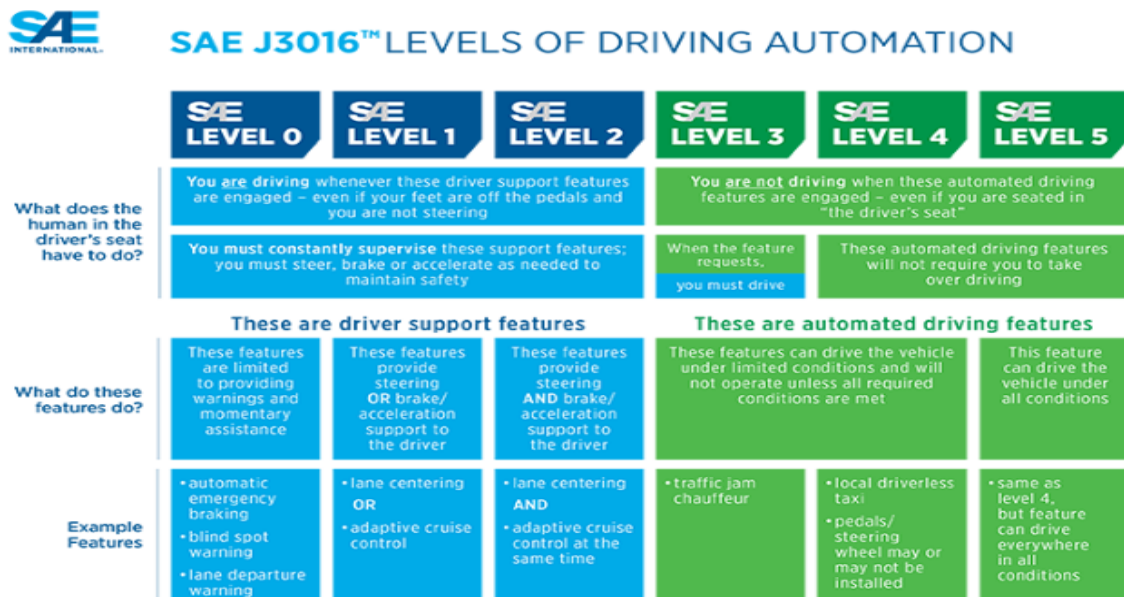 SAE
INTERNATIONAL®
SAE J3016™ LEVELS OF DRIVING AUTOMATION
SAE
LEVEL 0
SAE
LEVEL 1
SAE
LEVEL 2
SAE
LEVEL 3
SAE
LEVEL 4
SAE
LEVEL 5
What does the
human in the
driver's seat
have to do?
You are driving whenever these driver support features
are engaged – even if your feet are off the pedals and
you are not steering
You are not driving when these automated driving
features are engaged – even if you are seated in
"the driver's seat"
You must constantly supervise these support features;
you must steer, brake or accelerate as needed to
maintain safety
When the feature
requests,
you must drive
These automated driving features
will not require you to take
over driving
These are driver support features
These are automated driving features
What do these
features do?
These features
are limited
to providing
warnings and
momentary
assistance
These features
provide
steering
OR brake/
acceleration
support to
the driver
These features
provide
steering
AND brake/
acceleration
support to
the driver
These features can drive the vehicle
under limited conditions and will
not operate unless all required
conditions are met
This feature
can drive the
vehicle under
all conditions
Example
Features
• automatic
emergency
braking
• blind spot
warning
• lane departure
warning
• lane centering
OR
• adaptive cruise
control
• lane centering
AND
• adaptive cruise
control at the
same time
• traffic jam
chauffeur
• local driverless
taxi
• pedals/
steering
wheel may or
may not be
installed
• same as
level 4,
but feature
can drive
everywhere
in all
conditions